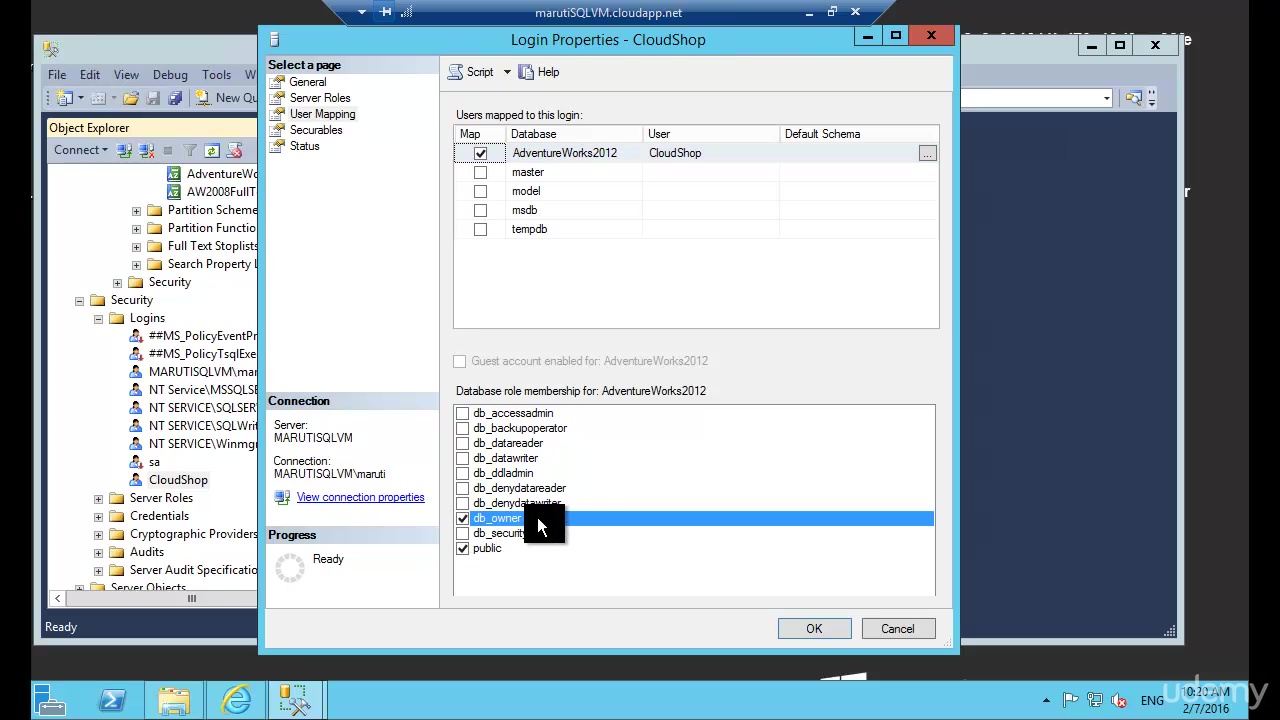 marutiSQLVM.cloudapp.net
Login Properties - CloudShop
File Edit View Debug Tools W
New Qu
Object Explorer
Connect
AdventureWo
AW2008FullT
Partition Scheme
Partition Function
Full Text Stoplists
Search Property L
Security
Security
Logins
##MS_PolicyEventPr
##MS_PolicyTsqlExe
MARUTISQLVM\mar
NT Service\MSSQLSE
NT SERVICE\SQLSER
NT SERVICE\SQLWrit
NT SERVICE\Winmgr
sa
CloudShop
Server Roles
Credentials
Cryptographic Provider
Audits
Server Audit Specificatio
Server Objects
Ready
Select a page
General
Server Roles
User Mapping
Securables
Status
Connection
Server:
MARUTISQLVM
Connection:
MARUTISQLVM\maruti
View connection properties
Progress
Ready
Script Help
Users mapped to this login:
Map Database User Default Schema
AdventureWorks2012 CloudShop ...
master
model
msdb
tempdb
Guest account enabled for: AdventureWorks2012
Database role membership for: AdventureWorks2012
db_accessadmin
db_backupoperator
db_datareader
db_datawriter
db_ddladmin
db_denydatareader
db_denydatawriter
db_owner
db_security
public
OK Cancel
ENG
10:20 AM
2/7/2016
udemy